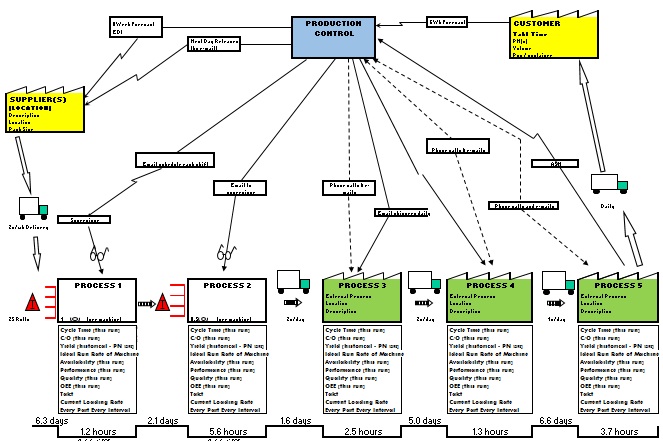 6 Week Forecast
EDI
Next Day Releases
(by e-mail)
PRODUCTION
CONTROL
6Wk Forecast
CUSTOMER
Takt Time
PN(s)
Volume
Pcs / container
SUPPLIER(S)
[LOCATION]
Description
Location
Pack Size
Email schedule each shift
Email to
supervisor
Phone calls / e-
mails
Email shipper daily
Phone calls / e-mails
ASN
Phone calls and e-mails
Daily
2x/wk Delivery
Supervisor
25 Rolls
PROCESS 1
PROCESS 2
PROCESS 3
External Process
Location
Description
PROCESS 4
External Process
Location
Description
PROCESS 5
External Process
Location
Description
2x/day
2x/day
1x/day
Cycle Time (this run)
C/O (this run)
Yield (historical - PN
Ideal Run Rate of Machine
Availability (this run)
Performance (this run)
Quality (this run)
OEE (this run)
Takt
Current Loading Rate
Every Part Every Interval
Cycle Time (this run)
C/O (this run)
Yield (historical - PN
Ideal Run Rate of Machine
Availability (this run)
Performance (this run)
Quality (this run)
OEE (this run)
Takt
Current Loading Rate
Every Part Every Interval
Cycle Time (this run)
C/O (this run)
Yield (historical - PN
Ideal Run Rate of Machine
Availability (this run)
Performance (this run)
Quality (this run)
OEE (this run)
Takt
Current Loading Rate
Every Part Every Interval
Cycle Time (this run)
C/O (this run)
Yield (historical - PN
Ideal Run Rate of Machine
Availability (this run)
Performance (this run)
Quality (this run)
OEE (this run)
Takt
Current Loading Rate
Every Part Every Interval
Cycle Time (this run)
C/O (this run)
Yield (historical - PN
Ideal Run Rate of Machine
Availability (this run)
Performance (this run)
Quality (this run)
OEE (this run)
Takt
Current Loading Rate
Every Part Every Interval
6.3 days
1.2 hours
2.1 days
5.6 hours
1.6 days
2.5 hours
5.0 days
1.3 hours
6.6 days
3.7 hours